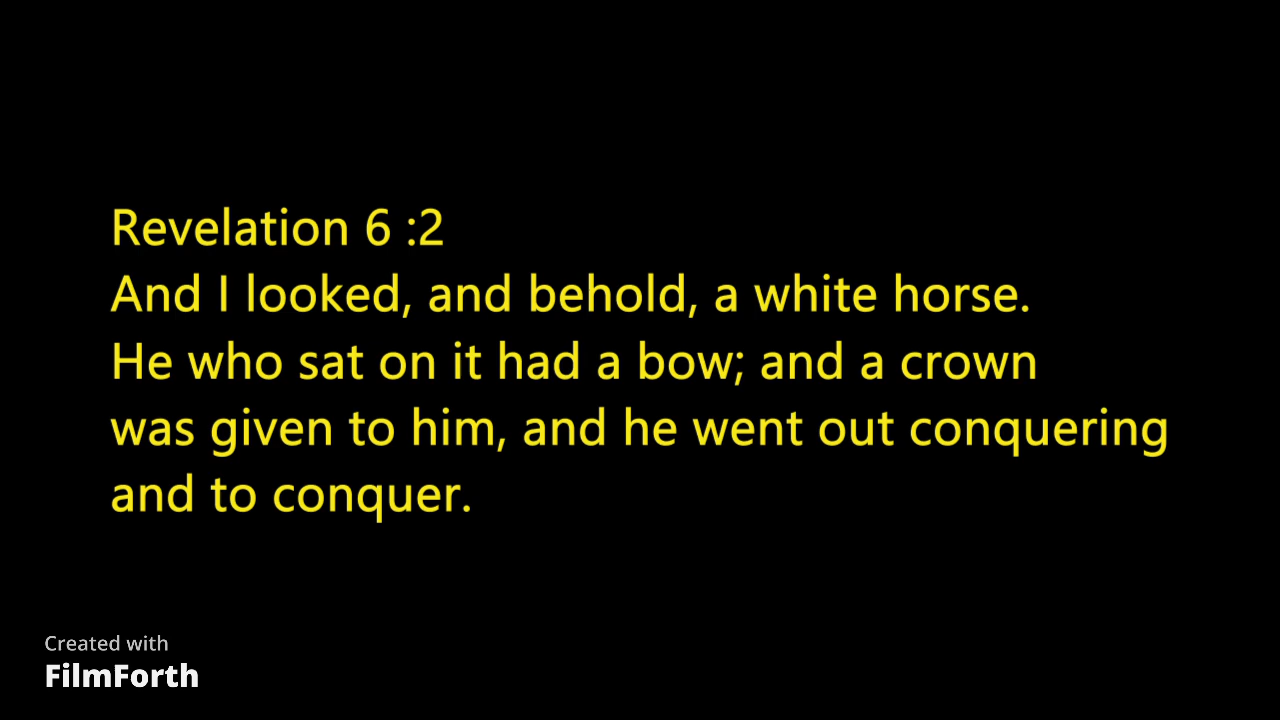 Revelation 6 :2
And I looked, and behold, a white horse.
He who sat on it had a bow; and a crown
was given to him, and he went out conquering
and to conquer.
Created with
FilmForth